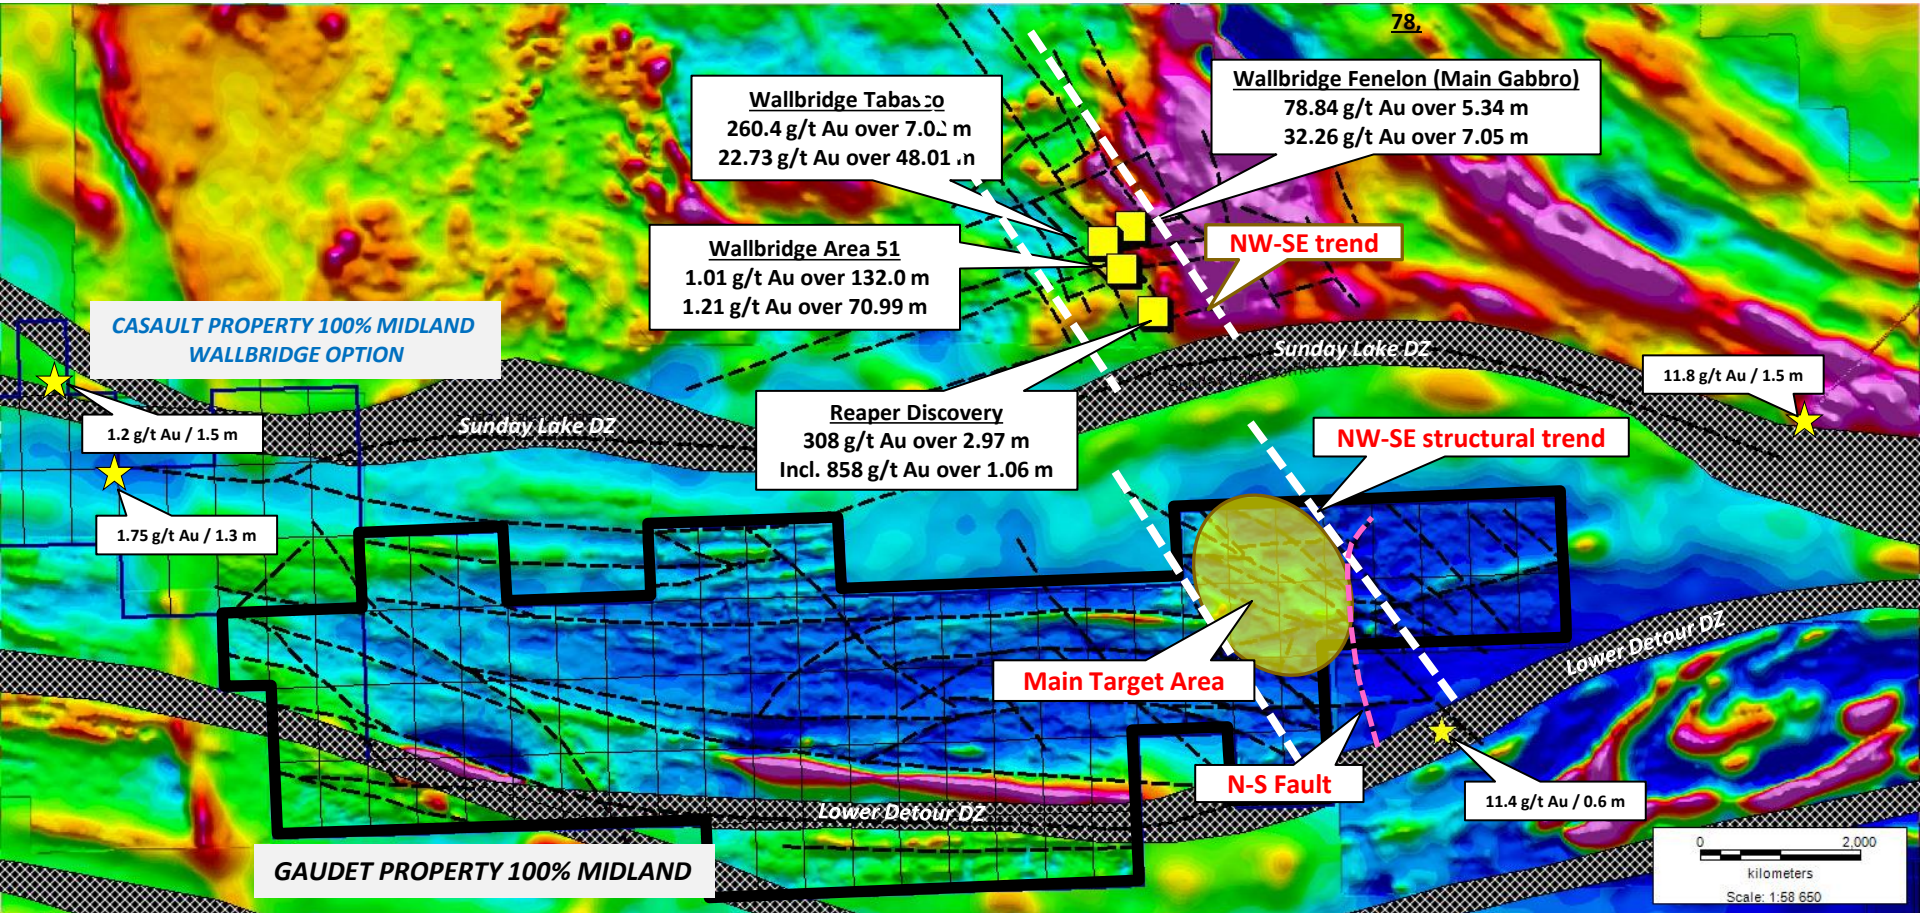 78,
Wallbridge Tabasco
260.4 g/t Au over 7.02 m
22.73 g/t Au over 48.01 m
Wallbridge Fenelon (Main Gabbro)
78.84 g/t Au over 5.34 m
32.26 g/t Au over 7.05 m
Wallbridge Area 51
1.01 g/t Au over 132.0 m
1.21 g/t Au over 70.99 m
NW-SE trend
CASAULT PROPERTY 100% MIDLAND
WALLBRIDGE OPTION
Sunday Lake DZ
11.8 g/t Au / 1.5 m
1.2 g/t Au / 1.5 m
Sunday Lake DZ
Reaper Discovery
308 g/t Au over 2.97 m
Incl. 858 g/t Au over 1.06 m
NW-SE structural trend
1.75 g/t Au / 1.3 m
Lower Detour DZ
Main Target Area
N-S Fault
11.4 g/t Au / 0.6 m
Lower Detour DZ
GAUDET PROPERTY 100% MIDLAND
0 2,000
kilometers
Scale: 1:58 650